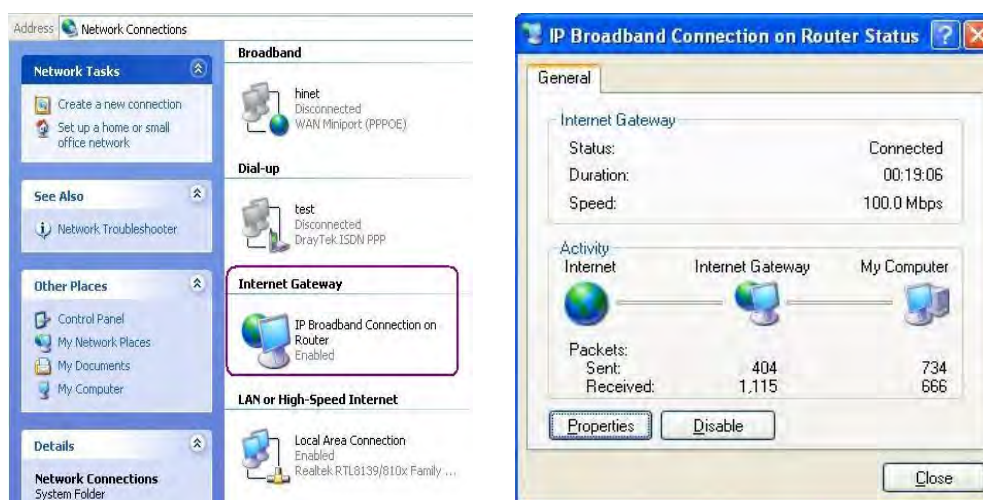 Address Network Connections
Network Tasks
Create a new connection
Set up a home or small
office network
See Also
Network Troubleshooter
Other Places
Control Panel
My Network Places
My Documents
My Computer
Details
Network Connections
System Folder
Broadband
hinet
Disconnected
WAN Miniport (PPPOE)
Dial-up
test
Disconnected
DrayTek ISDN PPP
Internet Gateway
IP Broadband Connection on
Router
Enabled
LAN or High-Speed Internet
Local Area Connection
Enabled
Realtek RTL8139/810x Family ...
IP Broadband Connection on Router Status
General
Internet Gateway
Status: Connected
Duration: 00:19:06
Speed: 100.0 Mbps
Activity
Internet Internet Gateway My Computer
Packets:
Sent: 404 734
Received: 1,115 666
Properties Disable
Close